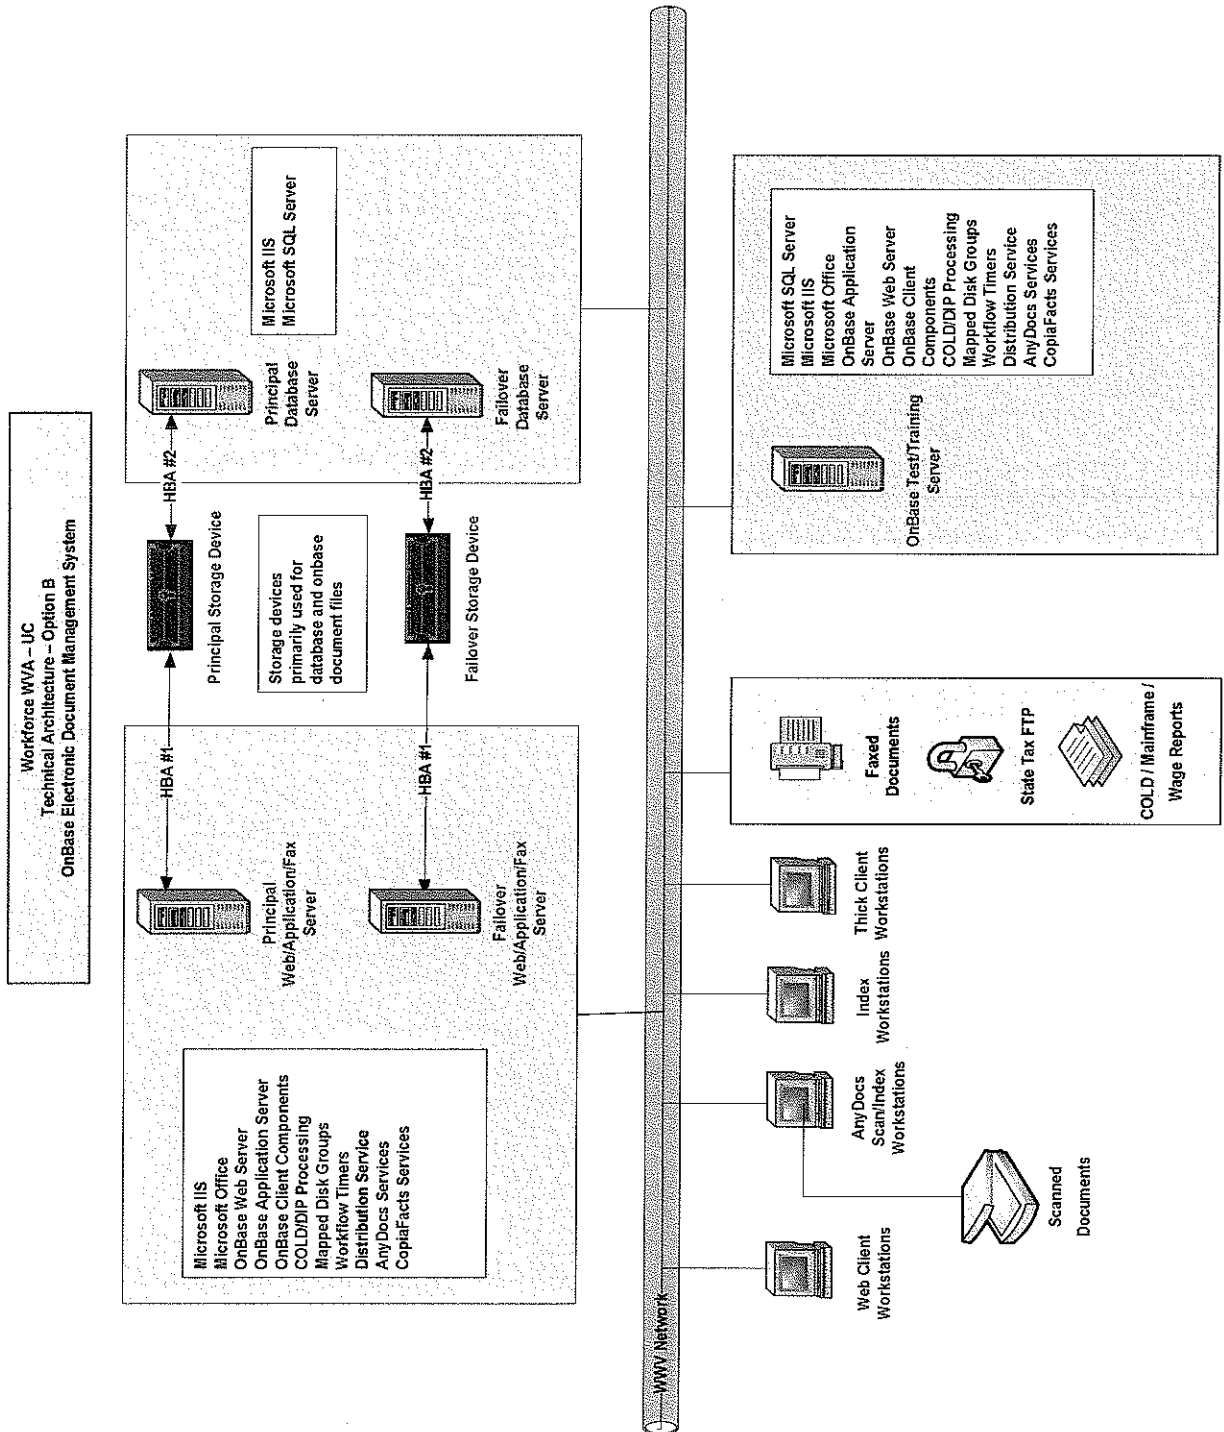 Workforce WVA – UC
Technical Architecture – Option B
OnBase Electronic Document Management System
Microsoft IIS
Microsoft Office
OnBase Web Server
OnBase Application Server
OnBase Client Components
COLD/DIP Processing
Mapped Disk Groups
Workflow Timers
Distribution Service
AnyDocs Services
CopiaFacts Services
Principal
Web/Application/Fax
Server
Failover
Web/Application/Fax
Server
HBA #1
HBA #1
Principal Storage Device
Storage devices
primarily used for
database and onbase
document files
Failover Storage Device
HBA #2
HBA #2
Principal
Database
Server
Failover
Database
Server
Microsoft IIS
Microsoft SQL Server
WWV Network
Web Client
Workstations
AnyDocs
Scan/Index
Workstations
Scanned
Documents
Index
Workstations
Thick Client
Workstations
Faxed
Documents
State Tax FTP
COLD / Mainframe /
Wage Reports
OnBase Test/Training
Server
Microsoft SQL Server
Microsoft IIS
Microsoft Office
OnBase Application
Server
OnBase Web Server
OnBase Client
Components
COLD/DIP Processing
Mapped Disk Groups
Workflow Timers
Distribution Service
AnyDocs Services
CopiaFacts Services